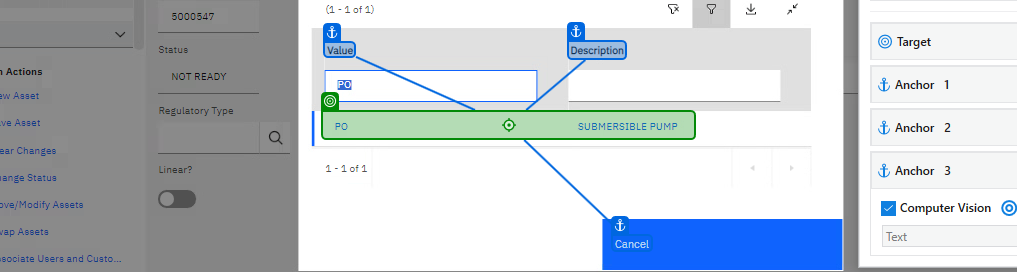 5000547
Status
NOT READY
Regulatory Type
Linear?
n Actions
ew Asset
ve Asset
ear Changes
ange Status
ove/Modify Assets
wap Assets
ssociate Users and Custo...
(1 - 1 of 1)
Value
Description
PO
PO
SUBMERSIBLE PUMP
1 - 1 of 1
Cancel
Target
Anchor 1
Anchor 2
Anchor 3
Computer Vision
Text